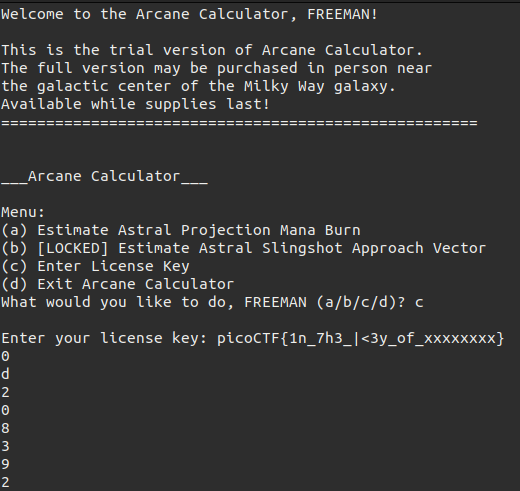 Welcome to the Arcane Calculator, FREEMAN!
This is the trial version of Arcane Calculator.
The full version may be purchased in person near
the galactic center of the Milky Way galaxy.
Available while supplies last!
=====================================================
___Arcane Calculator___
Menu:
(a) Estimate Astral Projection Mana Burn
(b) [LOCKED] Estimate Astral Slingshot Approach Vector
(c) Enter License Key
(d) Exit Arcane Calculator
What would you like to do, FREEMAN (a/b/c/d)? c
Enter your license key: picoCTF{1n_7h3_|<3y_of_xxxxxxxx}
0
d
2
0
8
3
9
2